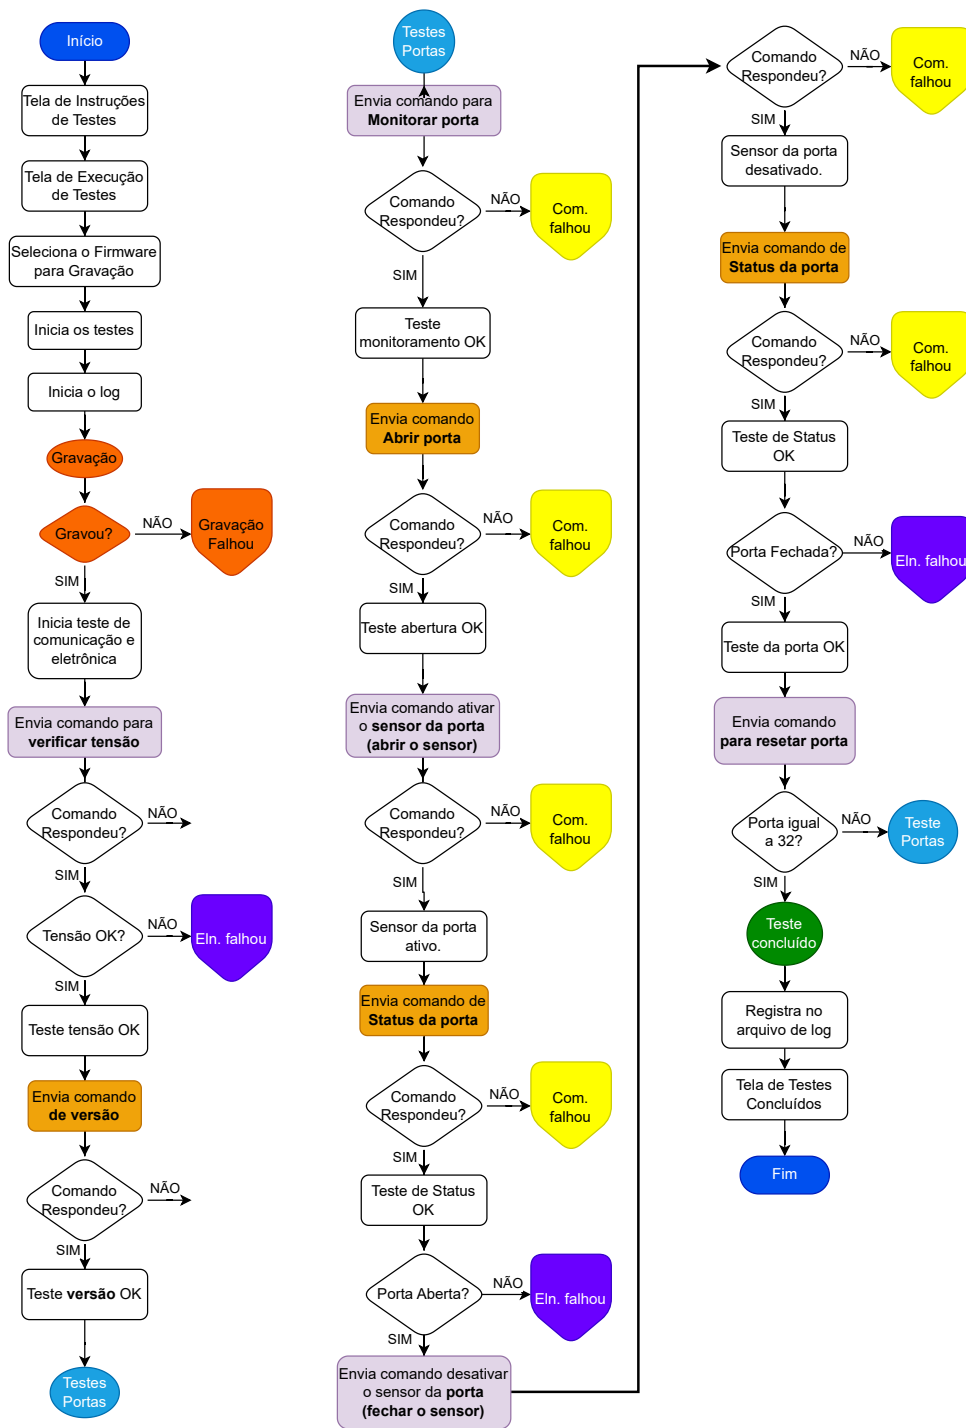 Início
Tela de Instruções
de Testes
Tela de Execução
de Testes
Seleciona o Firmware
para Gravação
Inicia os testes
Inicia o log
Gravação
Gravou?
NÃO
Gravação
Falhou
SIM
Inicia teste de
comunicação e
eletrônica
Envia comando para
verificar tensão
Comando
Respondeu?
NÃO
SIM
Tensão OK?
NÃO
Eln. falhou
SIM
Teste tensão OK
Envia comando
de versão
Comando
Respondeu?
NÃO
SIM
Teste versão OK
Testes
Portas
Testes
Portas
Envia comando para
Monitorar porta
Comando
Respondeu?
NÃO
Com.
falhou
SIM
Teste
monitoramento OK
Envia comando
Abrir porta
Comando
Respondeu?
NÃO
Com.
falhou
SIM
Teste abertura OK
Envia comando ativar
o sensor da porta
(abrir o sensor)
Comando
Respondeu?
NÃO
Com.
falhou
SIM
Sensor da porta
ativo.
Envia comando de
Status da porta
Comando
Respondeu?
NÃO
Com.
falhou
SIM
Teste de Status
OK
Porta Aberta?
NÃO
Eln. falhou
SIM
Envia comando desativar
o sensor da porta
(fechar o sensor)
Comando
Respondeu?
NÃO
Com.
falhou
SIM
Sensor da porta
desativado.
Envia comando de
Status da porta
Comando
Respondeu?
NÃO
Com.
falhou
SIM
Teste de Status
OK
Porta Fechada?
NÃO
Eln. falhou
SIM
Teste da porta OK
Envia comando
para resetar porta
Porta igual
a 32?
NÃO
Teste
Portas
SIM
Teste
concluído
Registra no
arquivo de log
Tela de Testes
Concluídos
Fim